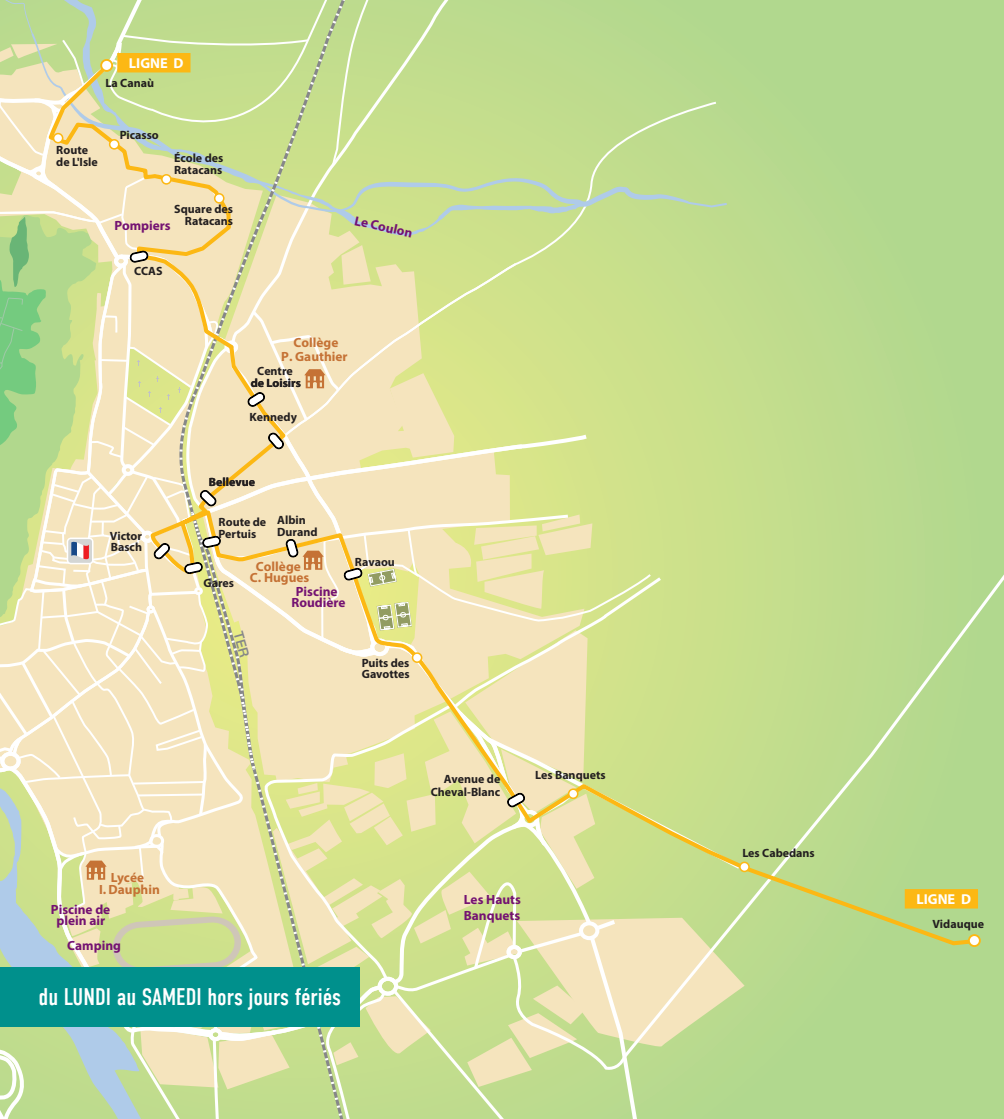 LIGNE D
La Canaù
Picasso
Route
de L'Isle
École des
Ratacans
Square des
Ratacans
Pompiers
Le Coulon
CCAS
Collège
P. Gauthier
Centre
de Loisirs
Kennedy
Bellevue
Route de
Pertuis
Albin
Durand
Victor
Basch
Gares
Collège
C. Hugues
Ravaou
Piscine
Roudière
TER
Puits des
Gavottes
Avenue de
Cheval-Blanc
Les Banquets
Les Cabedans
LIGNE D
Vidauque
Lycée
I. Dauphin
Les Hauts
Banquets
Piscine de
plein air
Camping
du LUNDI au SAMEDI hors jours fériés